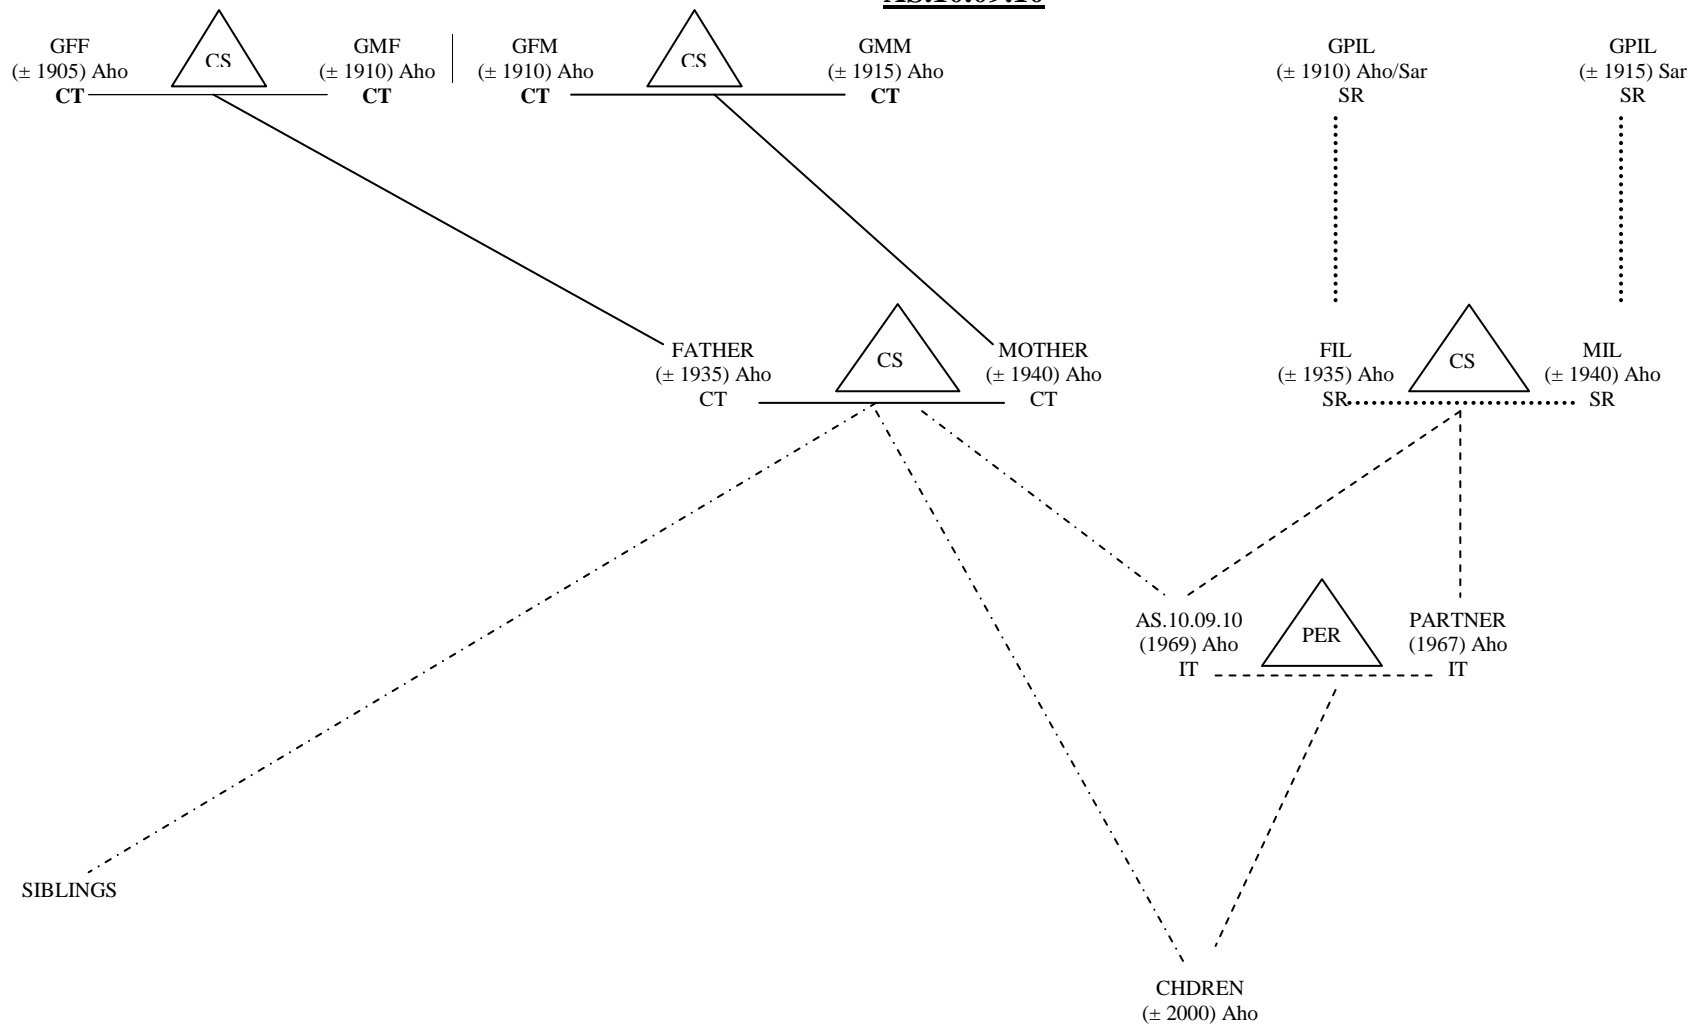 AS.10.09.10
GFF
(± 1905) Aho
CT
CS
GMF
(± 1910) Aho
CT
GFM
(± 1910) Aho
CT
CS
GMM
(± 1915) Aho
CT
GPIL
(± 1910) Aho/Sar
SR
GPIL
(± 1915) Sar
SR
FATHER
(± 1935) Aho
CT
CS
MOTHER
(± 1940) Aho
CT
FIL
(± 1935) Aho
SR
CS
MIL
(± 1940) Aho
SR
AS.10.09.10
(1969) Aho
IT
PER
PARTNER
(1967) Aho
IT
SIBLINGS
CHDREN
(± 2000) Aho